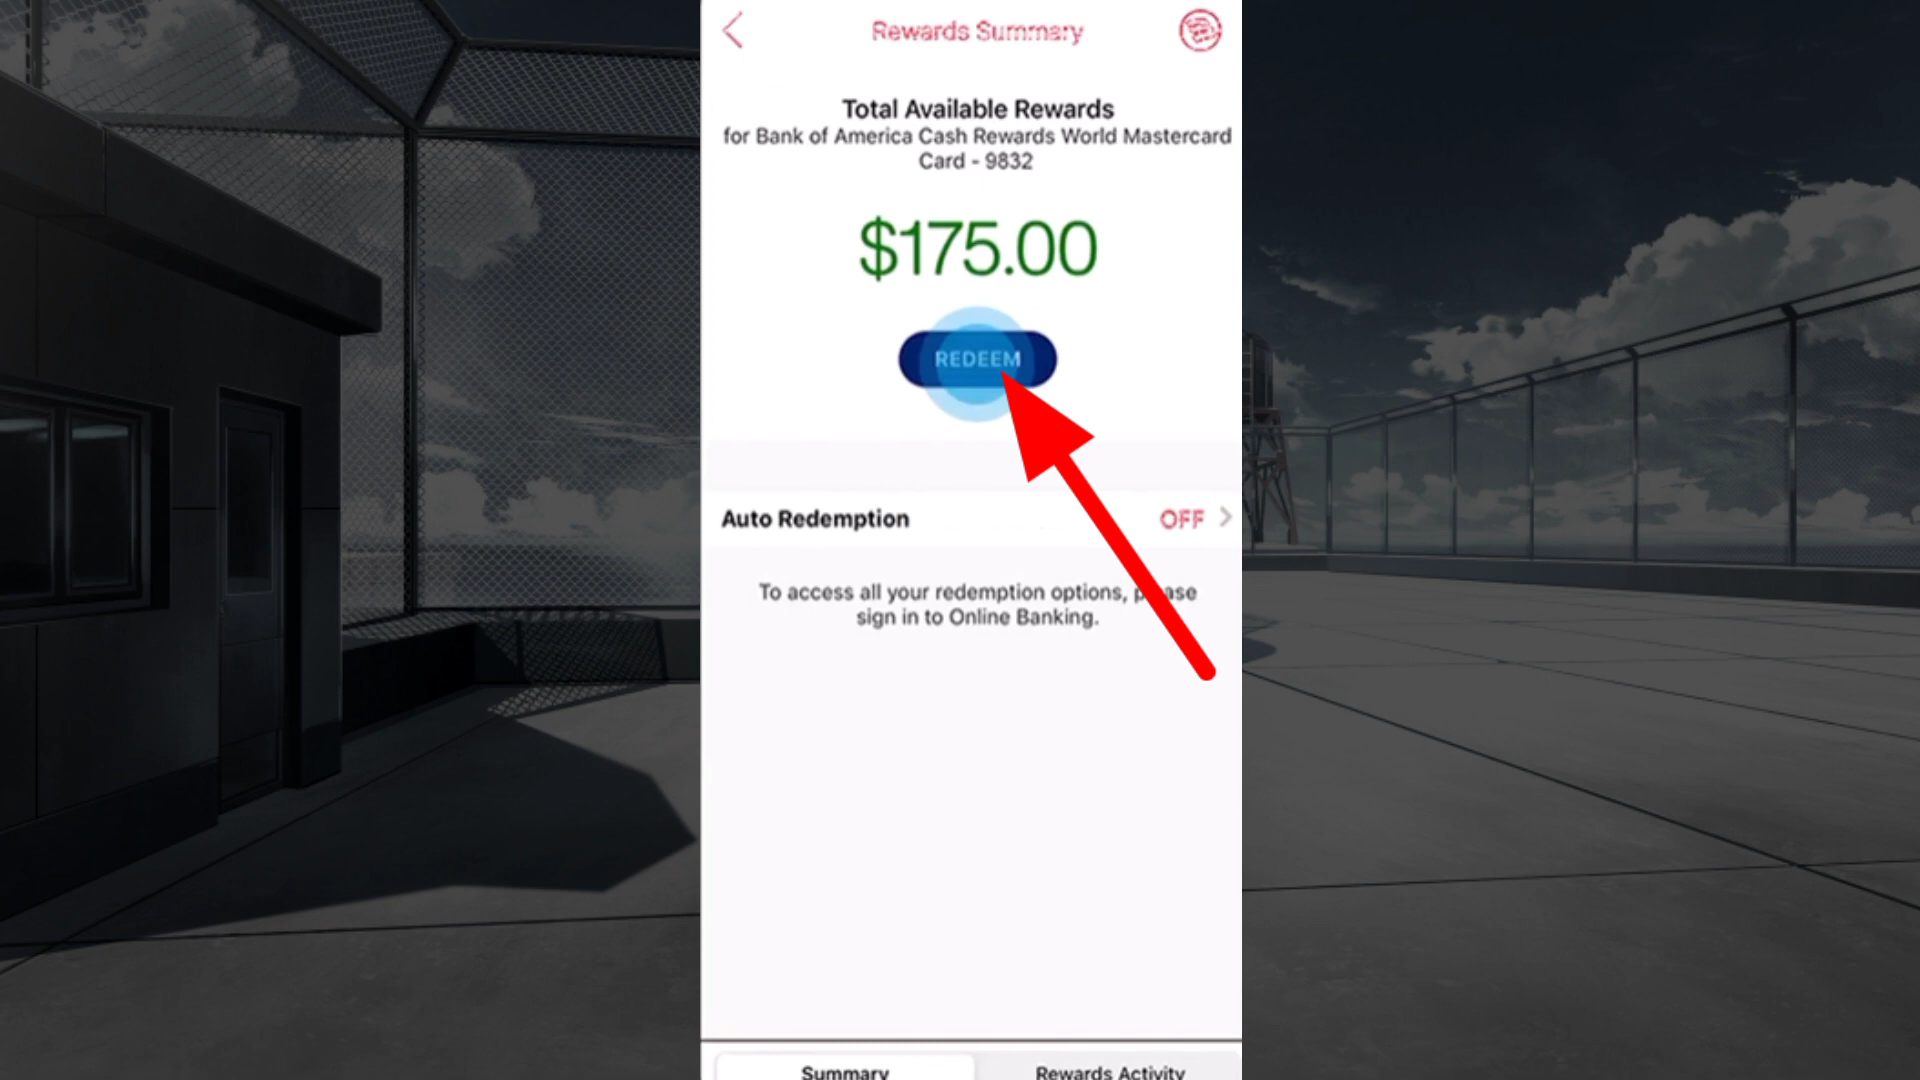 Rewards Summary
Total Available Rewards
for Bank of America Cash Rewards World Mastercard
Card - 9832
$175.00
REDEEM
Auto Redemption OFF
To access all your redemption options,
sign in to Online Banking.
Summary Rewards Activity